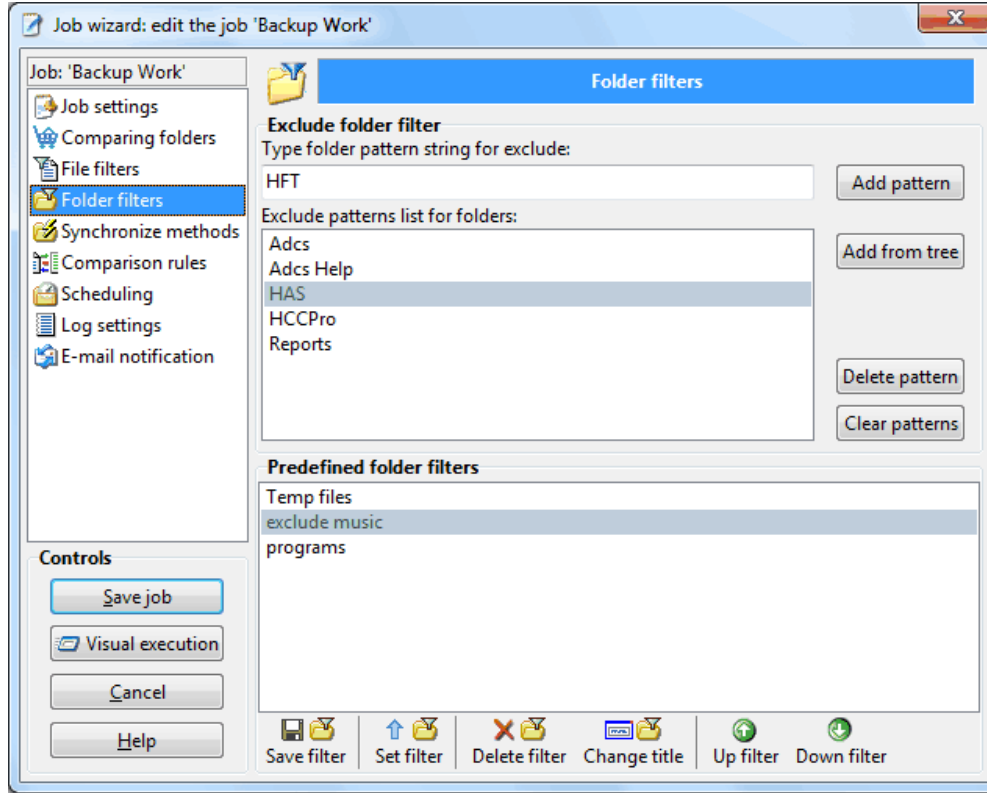 Job wizard: edit the job 'Backup Work'
Job: 'Backup Work'
Job settings
Comparing folders
File filters
Folder filters
Synchronize methods
Comparison rules
Scheduling
Log settings
E-mail notification
Controls
Save job
Visual execution
Cancel
Help
Folder filters
Exclude folder filter
Type folder pattern string for exclude:
HFT
Add pattern
Exclude patterns list for folders:
Adcs
Adcs Help
HAS
HCCPro
Reports
Add from tree
Delete pattern
Clear patterns
Predefined folder filters
Temp files
exclude music
programs
Save filter Set filter Delete filter Change title Up filter Down filter